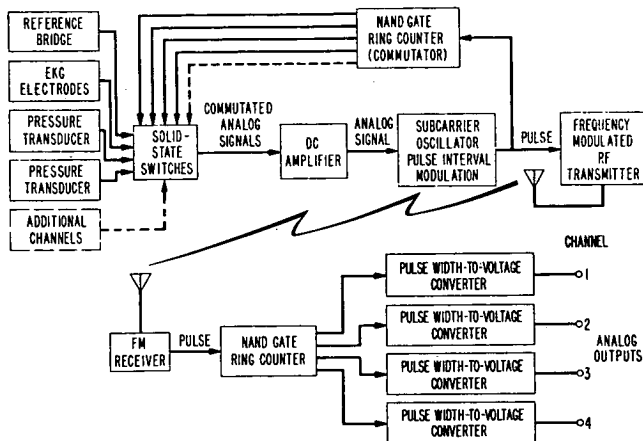 REFERENCE
BRIDGE
EKG
ELECTRODES
PRESSURE
TRANSDUCER
PRESSURE
TRANSDUCER
ADDITIONAL
CHANNELS
SOLID-
STATE
SWITCHES
NAND GATE
RING COUNTER
(COMMUTATOR)
COMMUTATED
ANALOG
SIGNALS
DC
AMPLIFIER
ANALOG
SIGNAL
SUBCARRIER
OSCILLATOR
PULSE INTERVAL
MODULATION
PULSE
FREQUENCY
MODULATED
RF
TRANSMITTER
FM
RECEIVER
PULSE
NAND GATE
RING COUNTER
CHANNEL
PULSE WIDTH-TO-VOLTAGE
CONVERTER
1
PULSE WIDTH-TO-VOLTAGE
CONVERTER
2
PULSE WIDTH-TO-VOLTAGE
CONVERTER
3
PULSE WIDTH-TO-VOLTAGE
CONVERTER
4
ANALOG
OUTPUTS